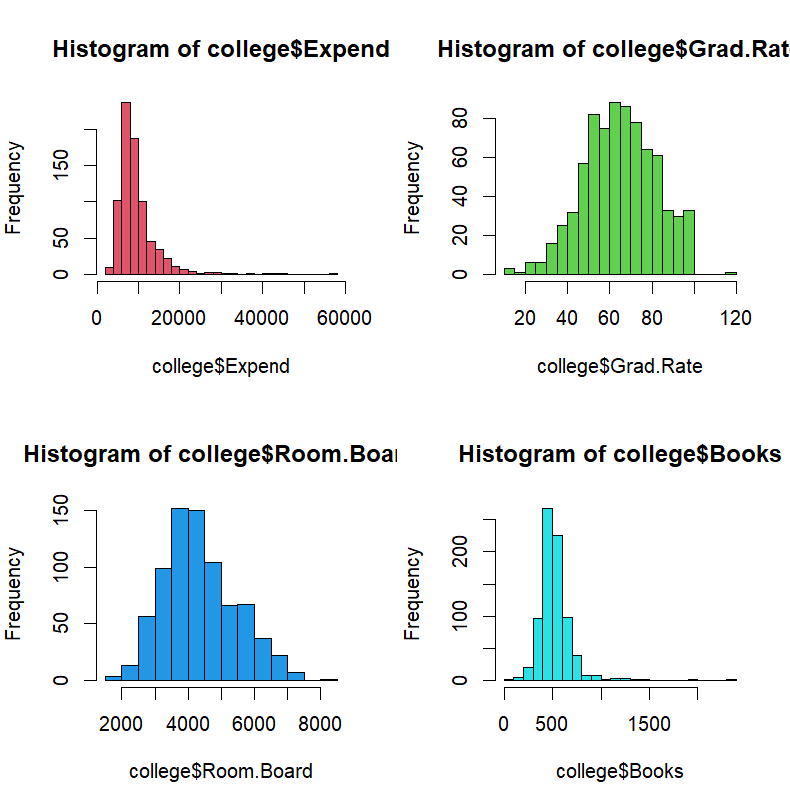 Histogram of college$Expend
Frequency
0 50 150
0 20000 40000 60000
college$Expend
Histogram of college$Grad.Rat
Frequency
0 20 40 60 80
20 40 60 80 120
college$Grad.Rate
Histogram of college$Room.Boar
Frequency
0 50 100 150
2000 4000 6000 8000
college$Room.Board
Histogram of college$Books
Frequency
0 100 200
0 500 1500
college$Books